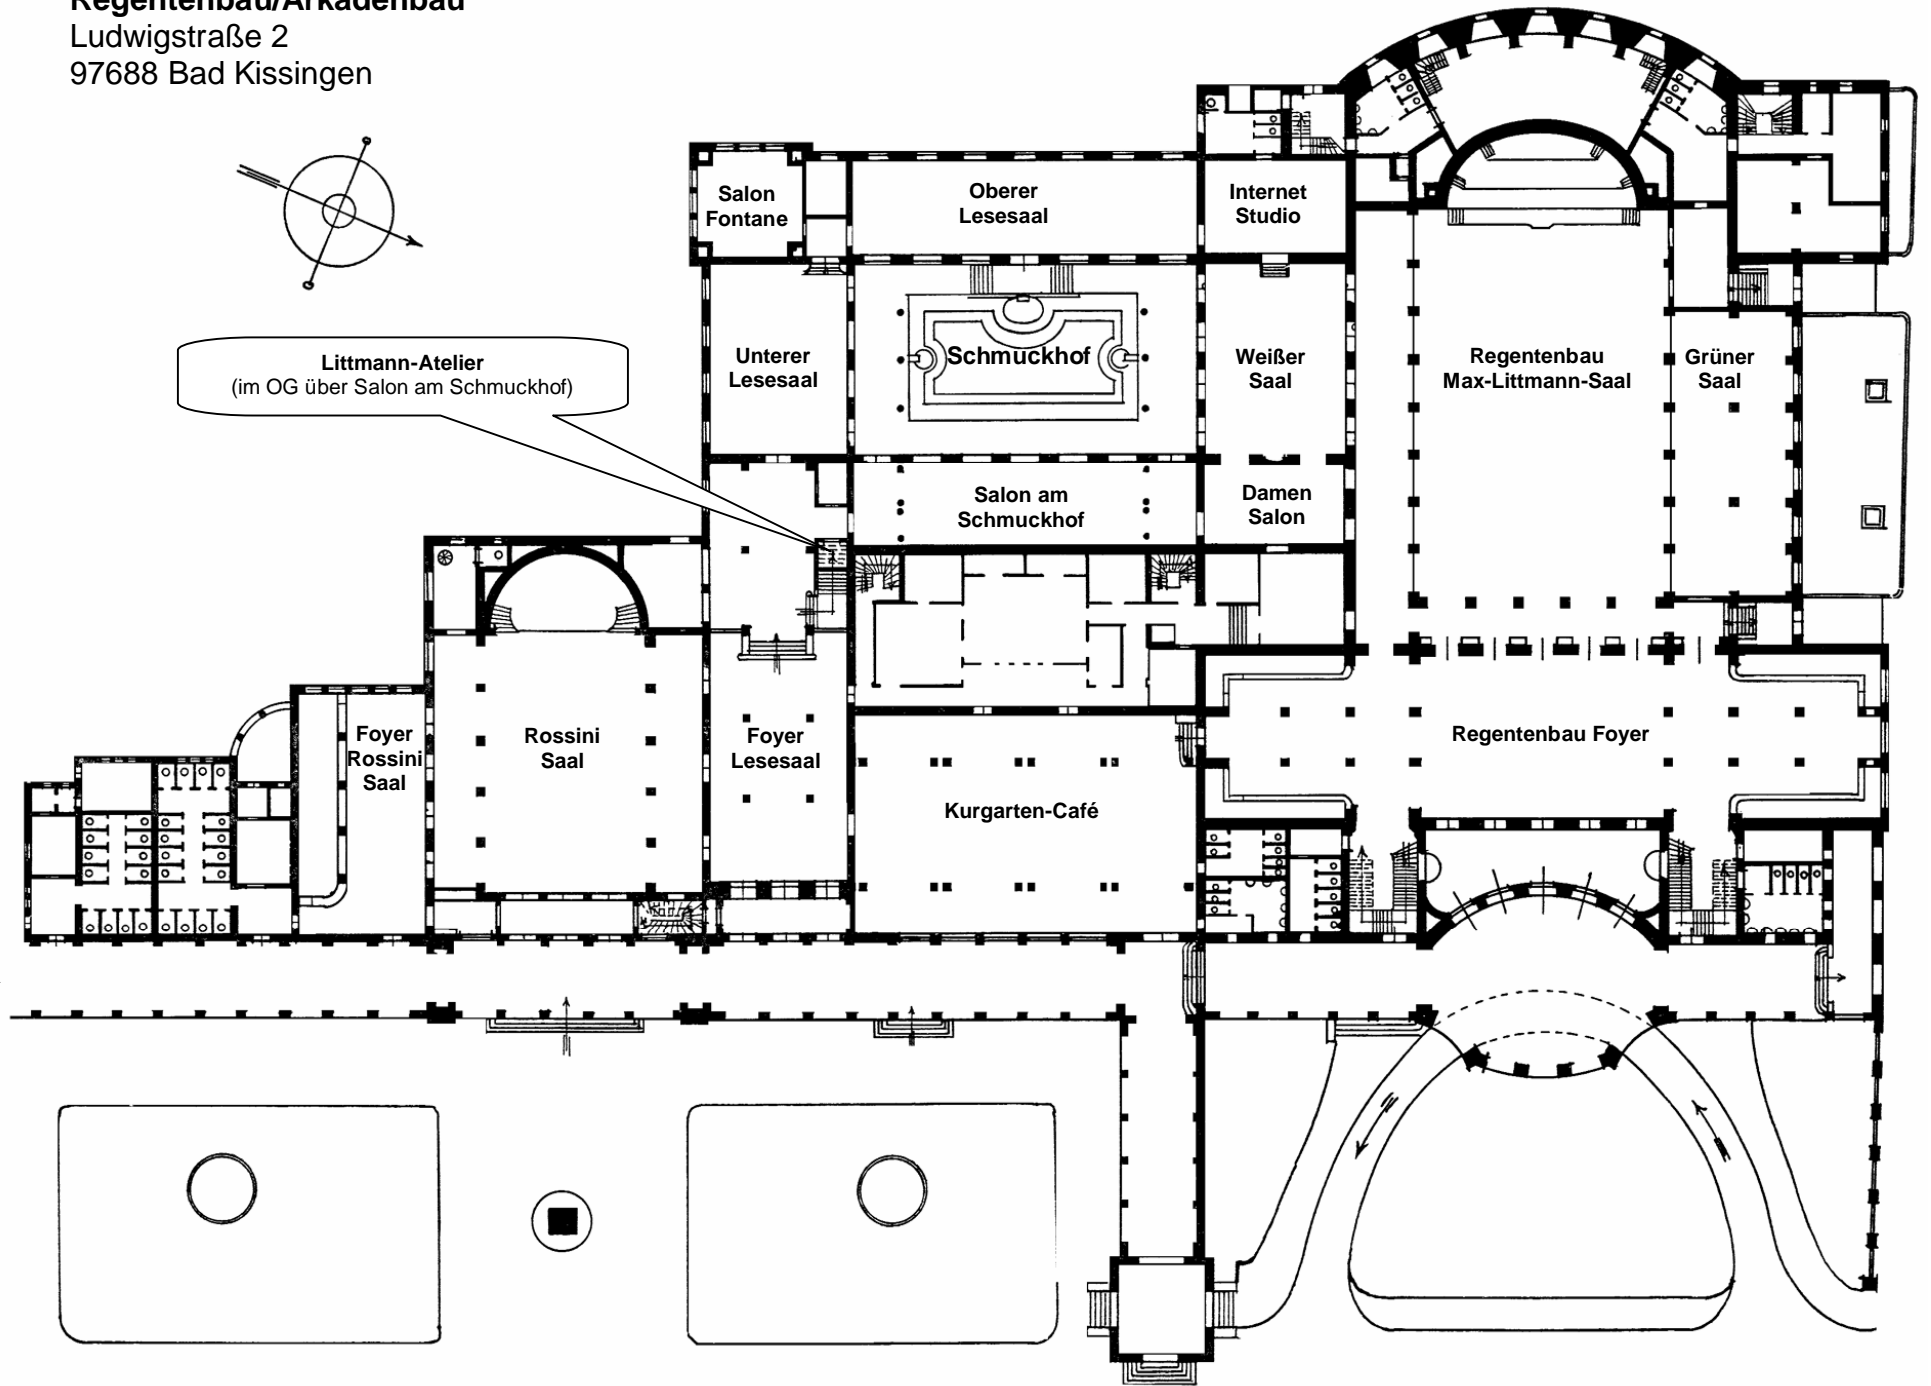 Regentenbau/Arkadenbau
Ludwigstraße 2
97688 Bad Kissingen
Salon
Fontane
Oberer
Lesesaal
Internet
Studio
Littmann-Atelier
(im OG über Salon am Schmuckhof)
Unterer
Lesesaal
Schmuckhof
Weißer
Saal
Regentenbau
Max-Littmann-Saal
Grüner
Saal
Salon am
Schmuckhof
Damen
Salon
Foyer
Rossini
Saal
Rossini
Saal
Foyer
Lesesaal
Kurgarten-Café
Regentenbau Foyer